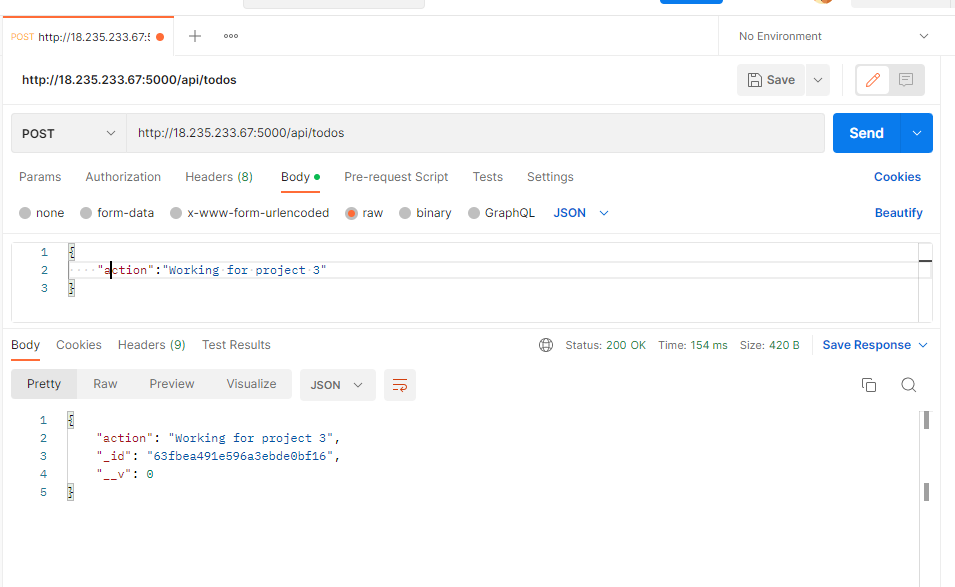 POST http://18.235.233.67:5
No Environment
http://18.235.233.67:5000/api/todos
Save
POST http://18.235.233.67:5000/api/todos Send
Params Authorization Headers (8) Body Pre-request Script Tests Settings Cookies
none form-data x-www-form-urlencoded raw binary GraphQL JSON Beautify
1 {
2 "action":"Working for project 3"
3 }
Body Cookies Headers (9) Test Results Status: 200 OK Time: 154 ms Size: 420 B Save Response
Pretty Raw Preview Visualize JSON
1 {
2 "action": "Working for project 3",
3 "_id": "63fbea491e596a3ebde0bf16",
4 "__v": 0
5 }